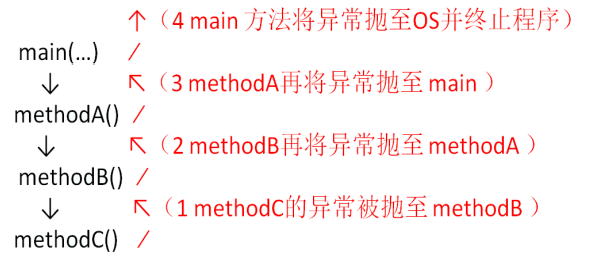 ↑（4 main 方法将异常抛至OS并终止程序）
main(…) /
↓ ↖（3 methodA再将异常抛至 main ）
methodA() /
↓ ↖（2 methodB再将异常抛至 methodA ）
methodB() /
↓ ↖（1 methodC的异常被抛至 methodB ）
methodC() /